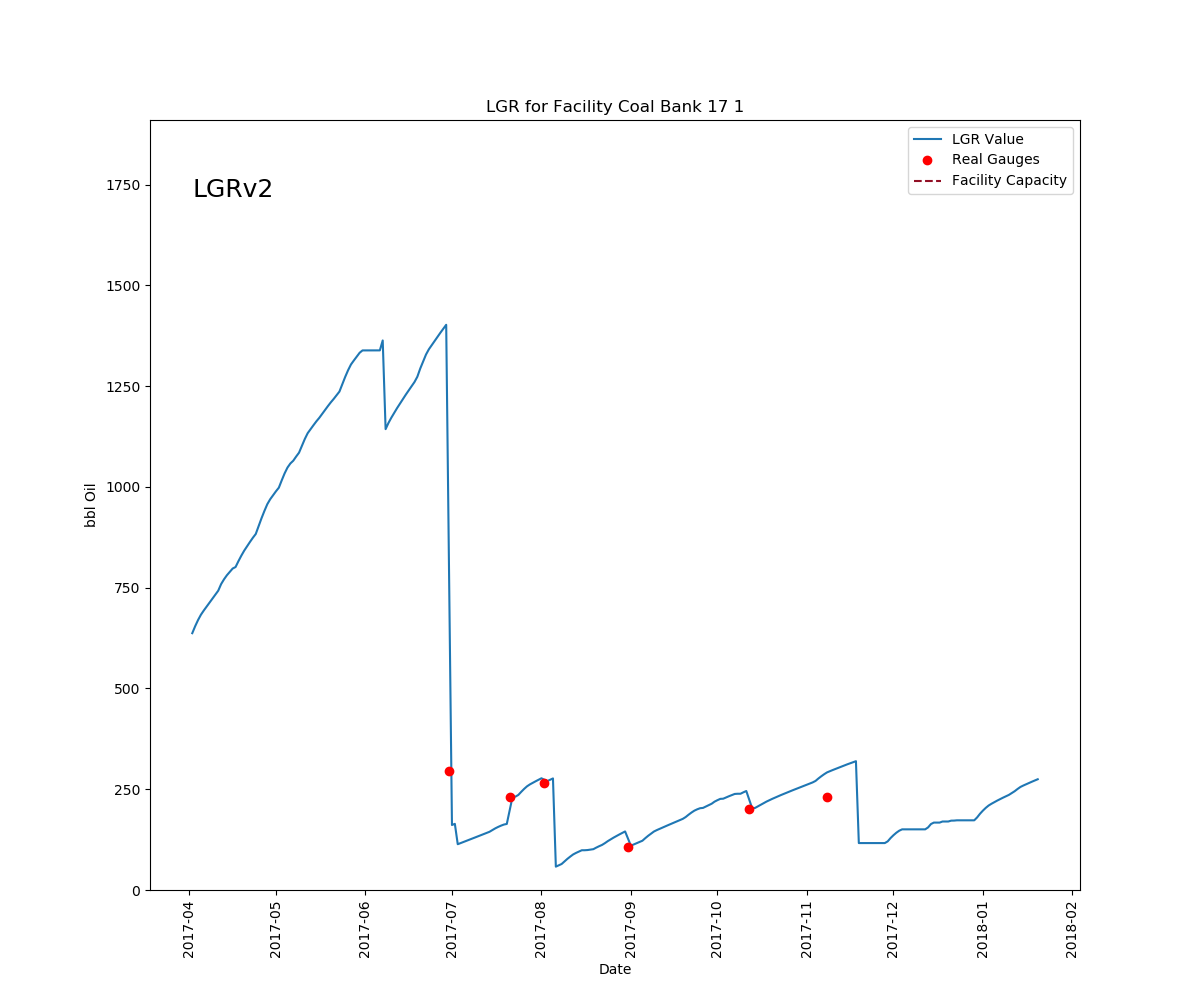 LGR for Facility Coal Bank 17 1
LGR Value
Real Gauges
Facility Capacity
LGRv2
1750
1500
1250
1000
750
500
250
0
bbl Oil
2017-04
2017-05
2017-06
2017-07
2017-08
2017-09
2017-10
2017-11
2017-12
2018-01
2018-02
Date